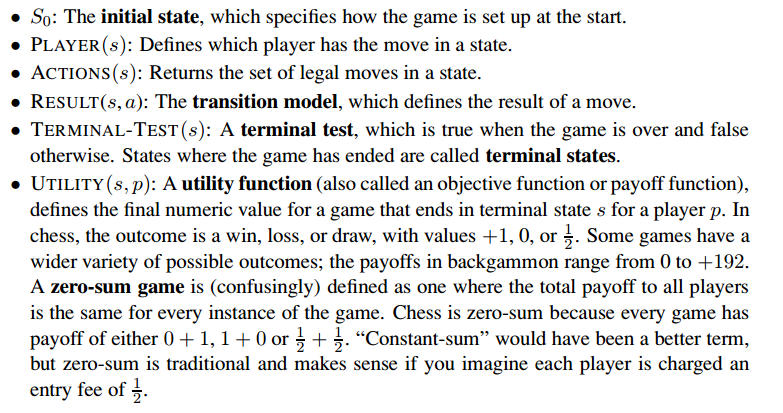 • S₀: The initial state, which specifies how the game is set up at the start.
• PLAYER(s): Defines which player has the move in a state.
• ACTIONS(s): Returns the set of legal moves in a state.
• RESULT(s, a): The transition model, which defines the result of a move.
• TERMINAL-TEST(s): A terminal test, which is true when the game is over and false
otherwise. States where the game has ended are called terminal states.
• UTILITY(s, p): A utility function (also called an objective function or payoff function),
defines the final numeric value for a game that ends in terminal state s for a player p. In
chess, the outcome is a win, loss, or draw, with values +1, 0, or ½. Some games have a
wider variety of possible outcomes; the payoffs in backgammon range from 0 to +192.
A zero-sum game is (confusingly) defined as one where the total payoff to all players
is the same for every instance of the game. Chess is zero-sum because every game has
payoff of either 0 + 1, 1 + 0 or ½ + ½. “Constant-sum” would have been a better term,
but zero-sum is traditional and makes sense if you imagine each player is charged an
entry fee of ½.